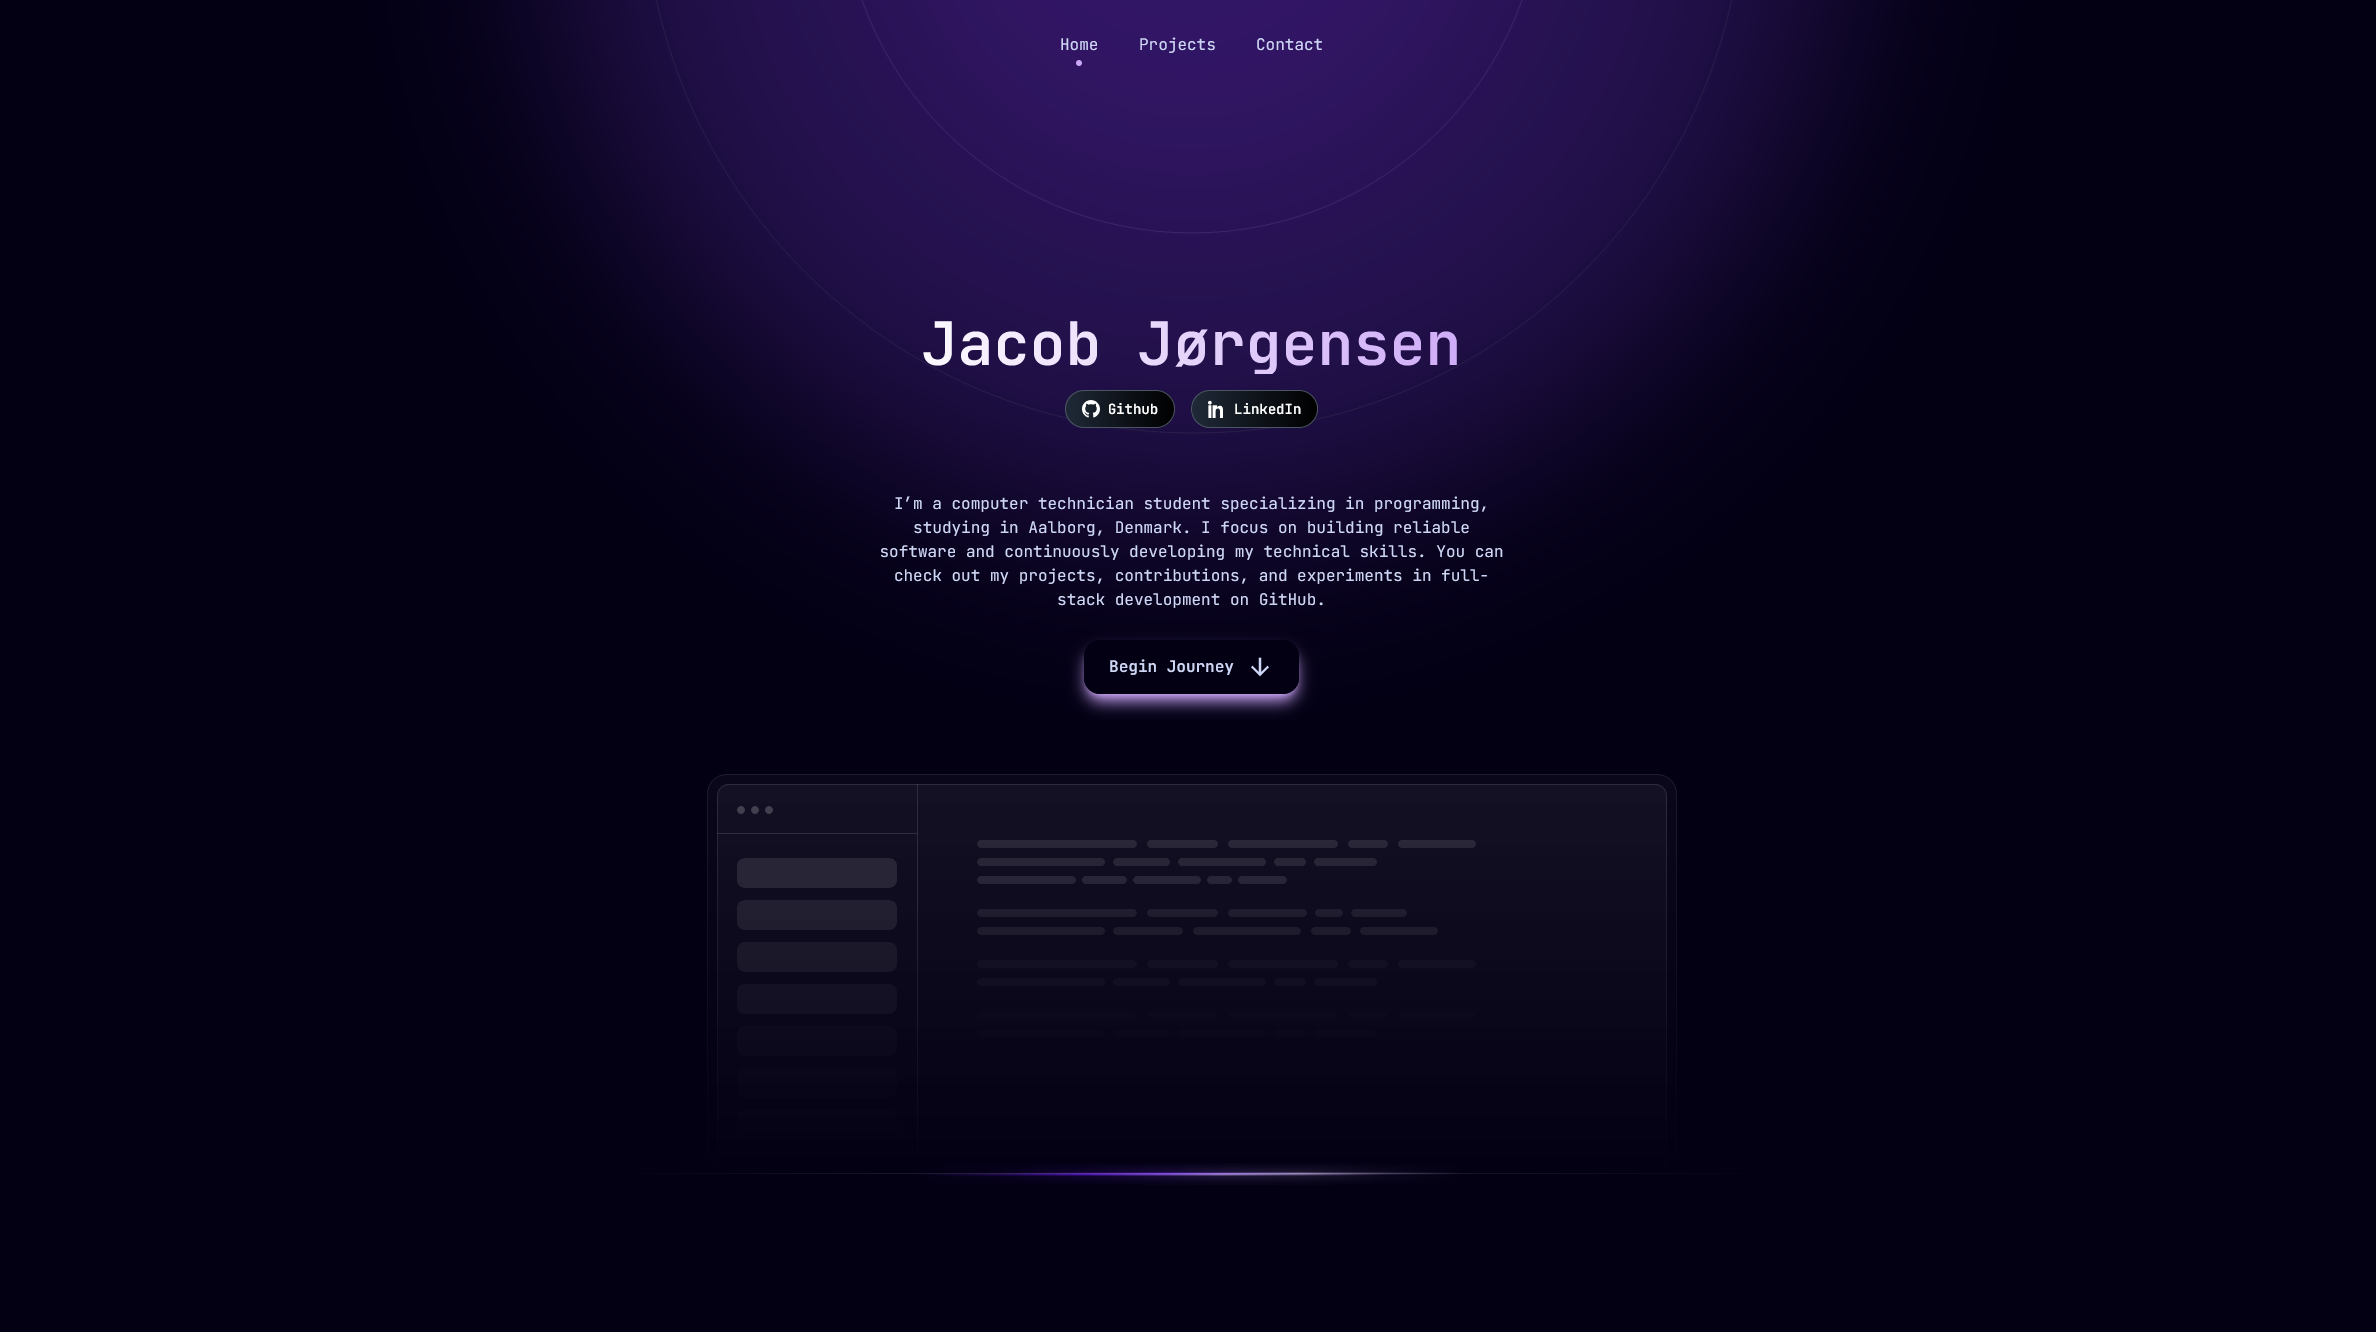 Home Projects Contact
Jacob Jørgensen
Github LinkedIn
I’m a computer technician student specializing in programming,
studying in Aalborg, Denmark. I focus on building reliable
software and continuously developing my technical skills. You can
check out my projects, contributions, and experiments in full-
stack development on GitHub.
Begin Journey